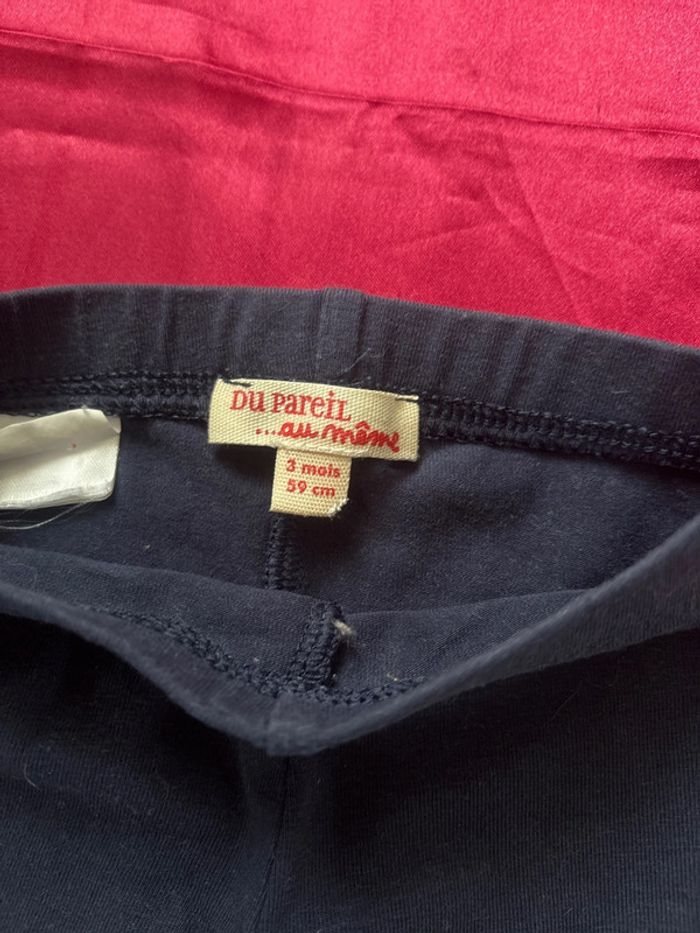 DU PAREIL
...au même
3 mois
59 cm